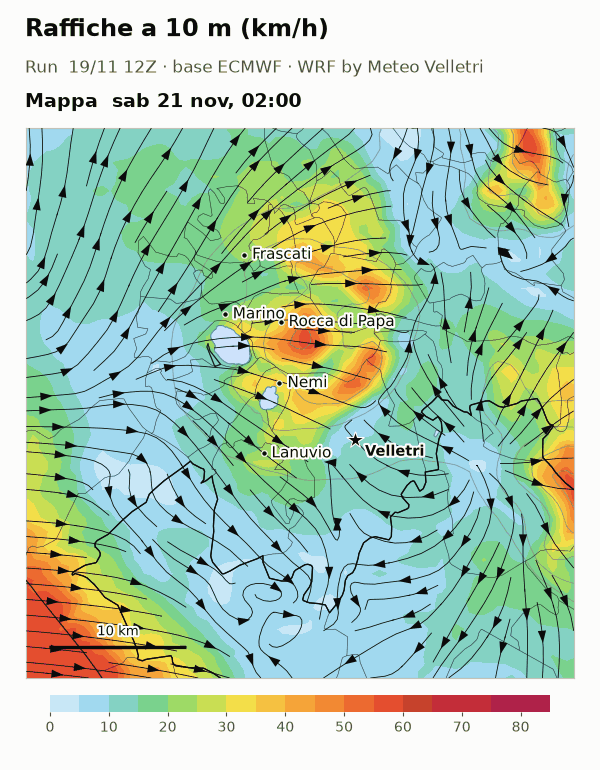 Raffiche a 10 m (km/h)
Run  19/11 12Z · base ECMWF · WRF by Meteo Velletri
Mappa  sab 21 nov, 02:00
Frascati
Marino
Rocca di Papa
Nemi
Velletri
Lanuvio
10 km
0 10 20 30 40 50 60 70 80